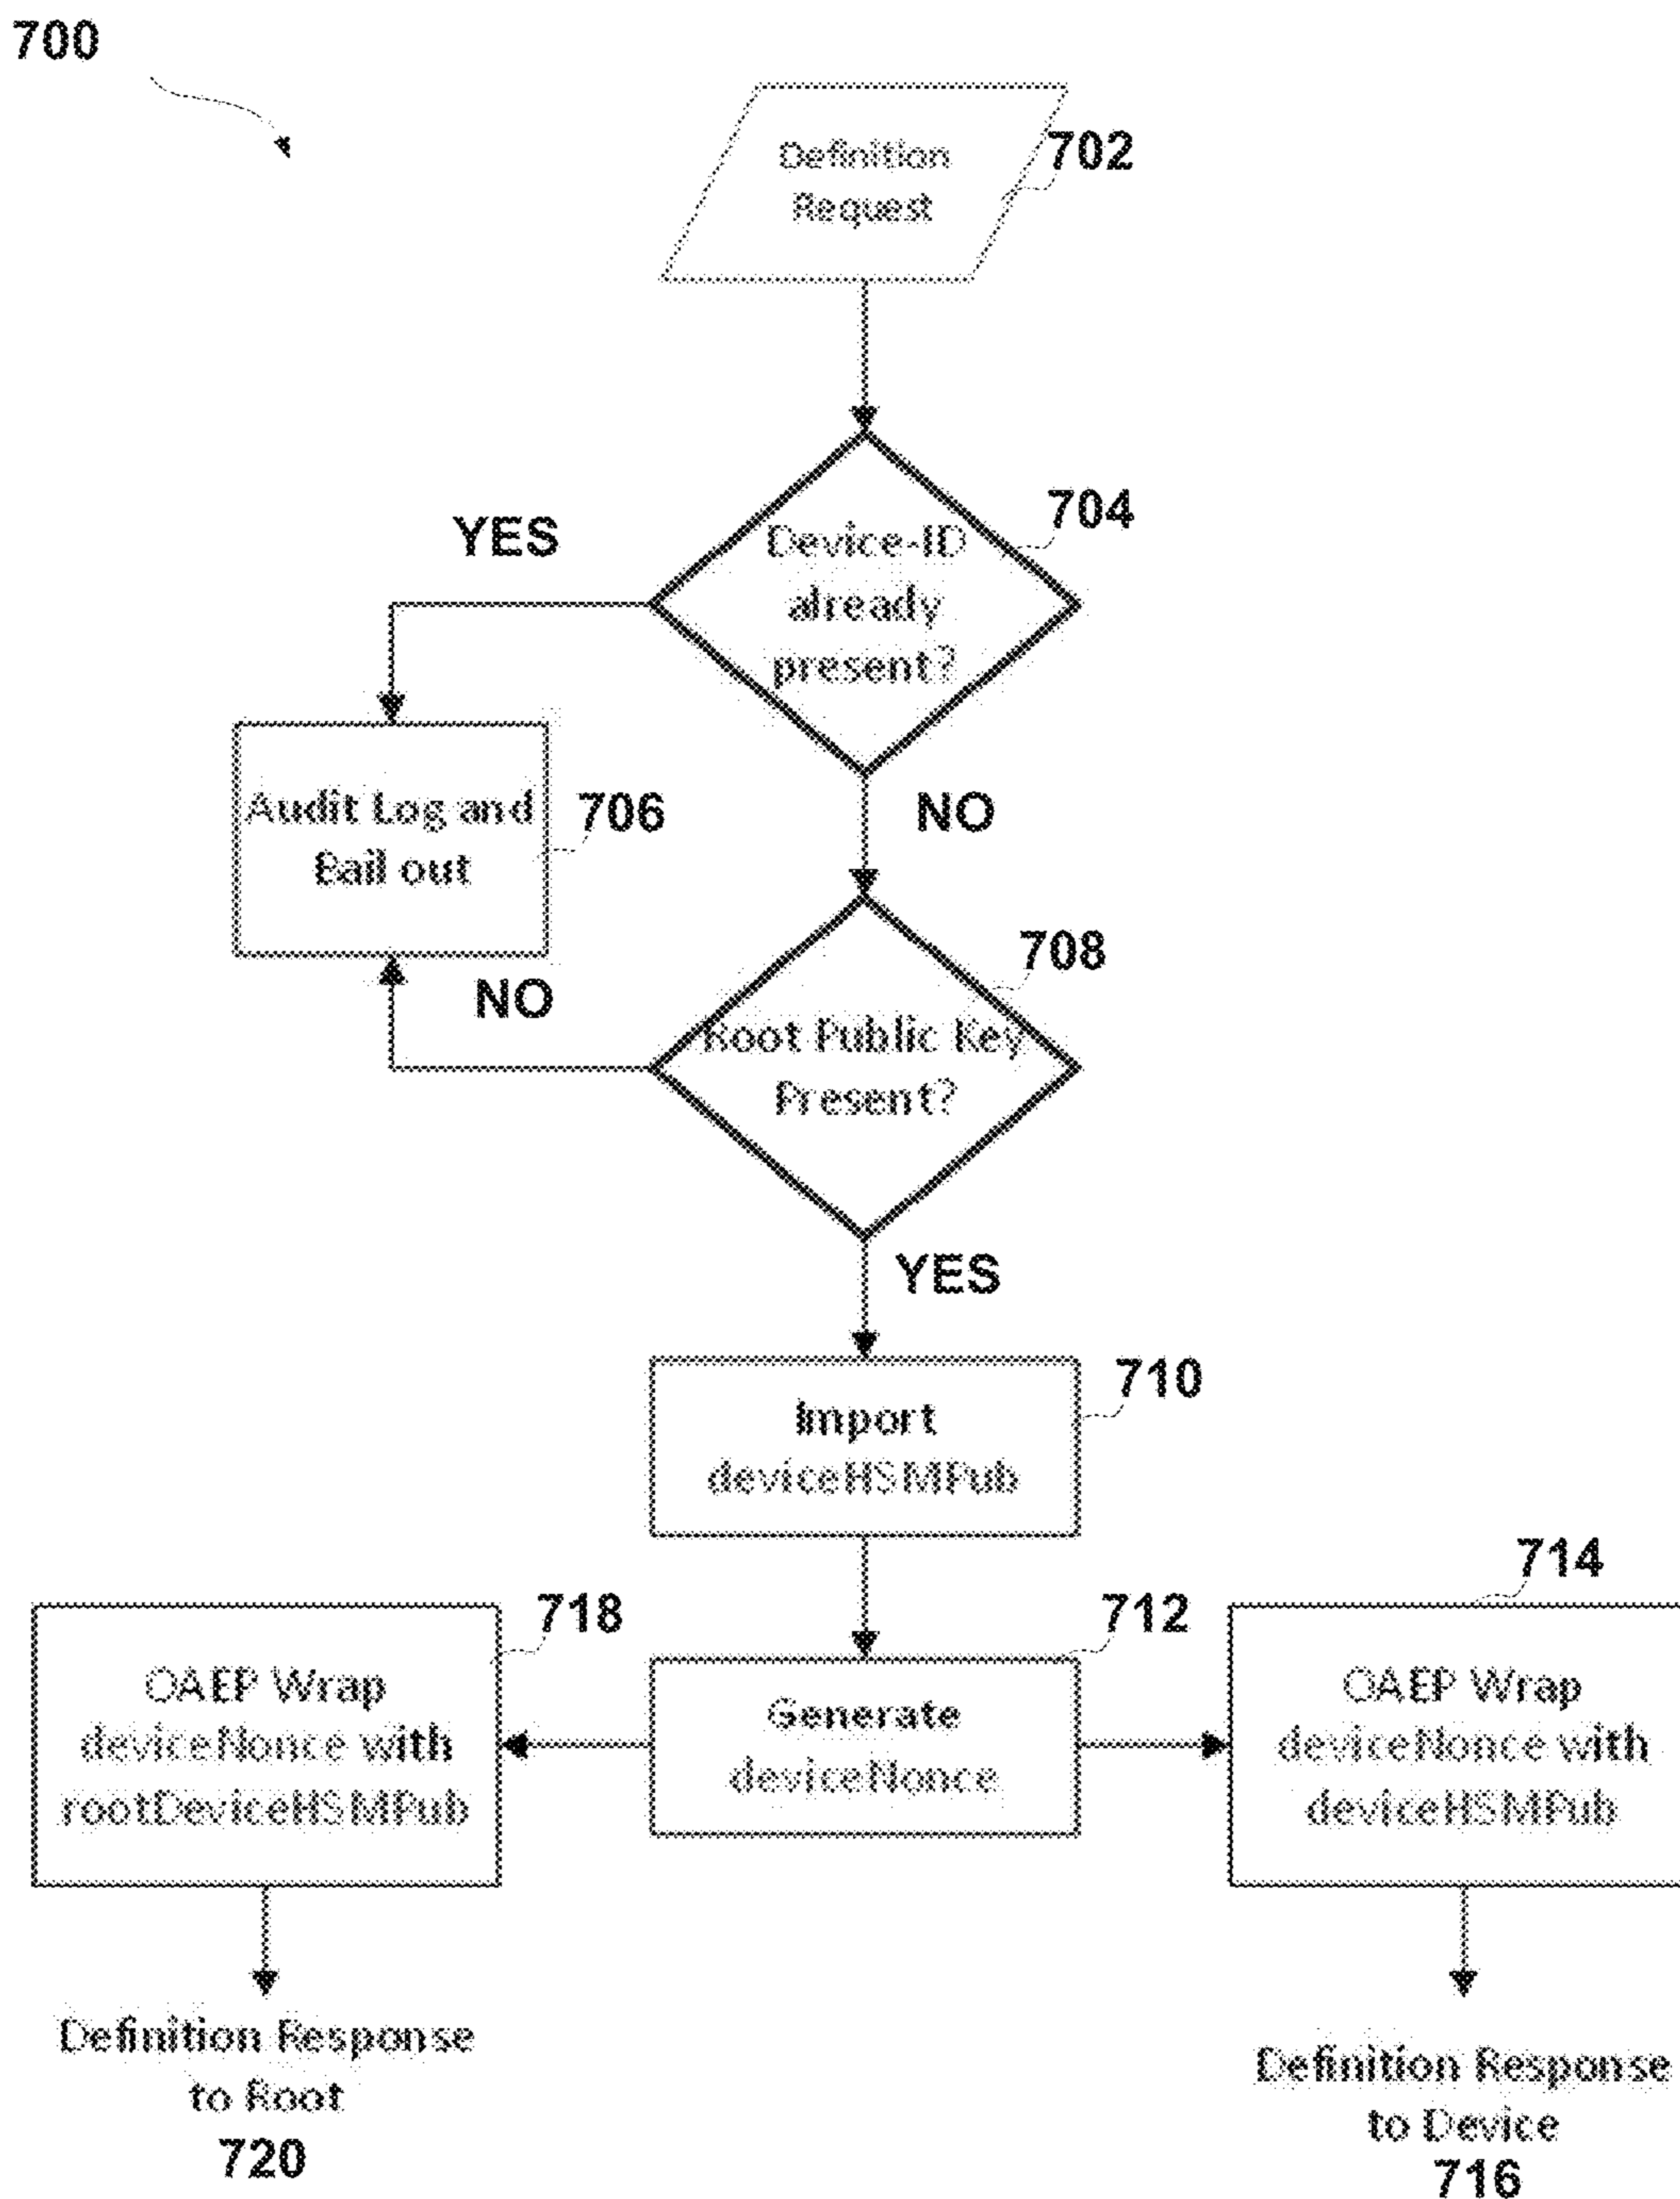 700
Definition
Request
702
Device-ID
already
present?
704
YES
Audit Log and
Bail out
706
NO
Root Public Key
Present?
708
NO
YES
Import
deviceHSMPub
710
Generate
deviceNonce
712
OAEP Wrap
deviceNonce with
deviceHSMPub
714
Definition Response
to Device
716
OAEP Wrap
deviceNonce with
rootDeviceHSMPub
718
Definition Response
to Root
720